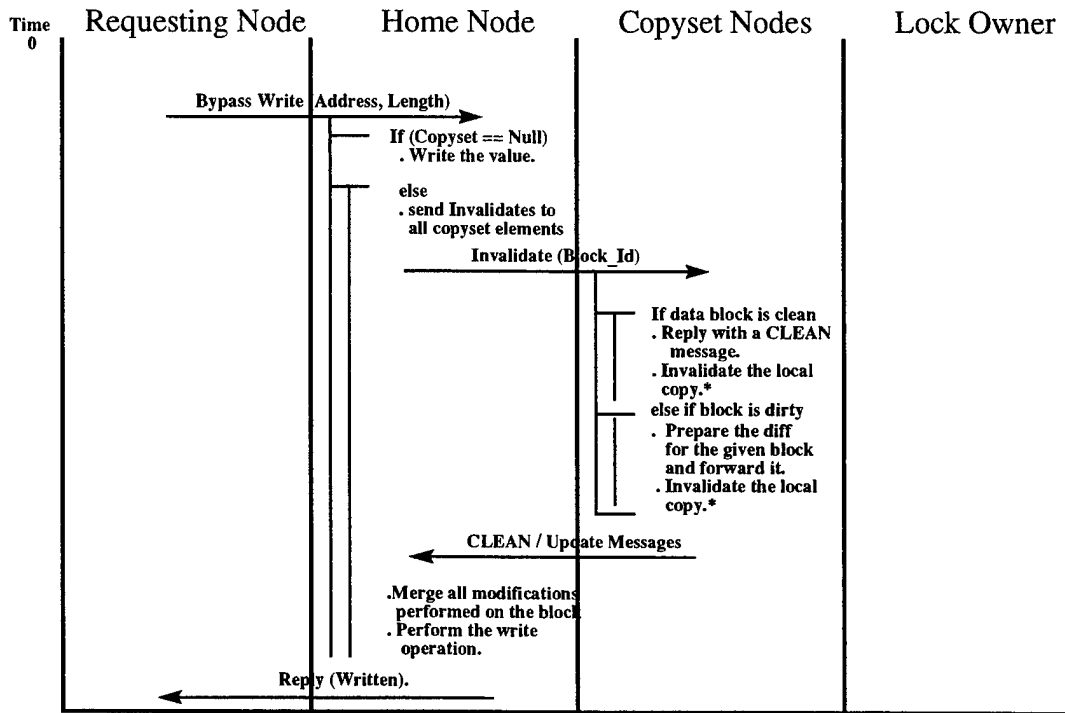 Time
0
Requesting Node
Home Node
Copyset Nodes
Lock Owner
Bypass Write (Address, Length)
If (Copyset == Null)
. Write the value.
else
. send Invalidates to
all copyset elements
Invalidate (Block_Id)
If data block is clean
. Reply with a CLEAN
message.
. Invalidate the local
copy.*
else if block is dirty
. Prepare the diff
for the given block
and forward it.
. Invalidate the local
copy.*
CLEAN / Update Messages
.Merge all modifications
performed on the block
. Perform the write
operation.
Reply (Written).